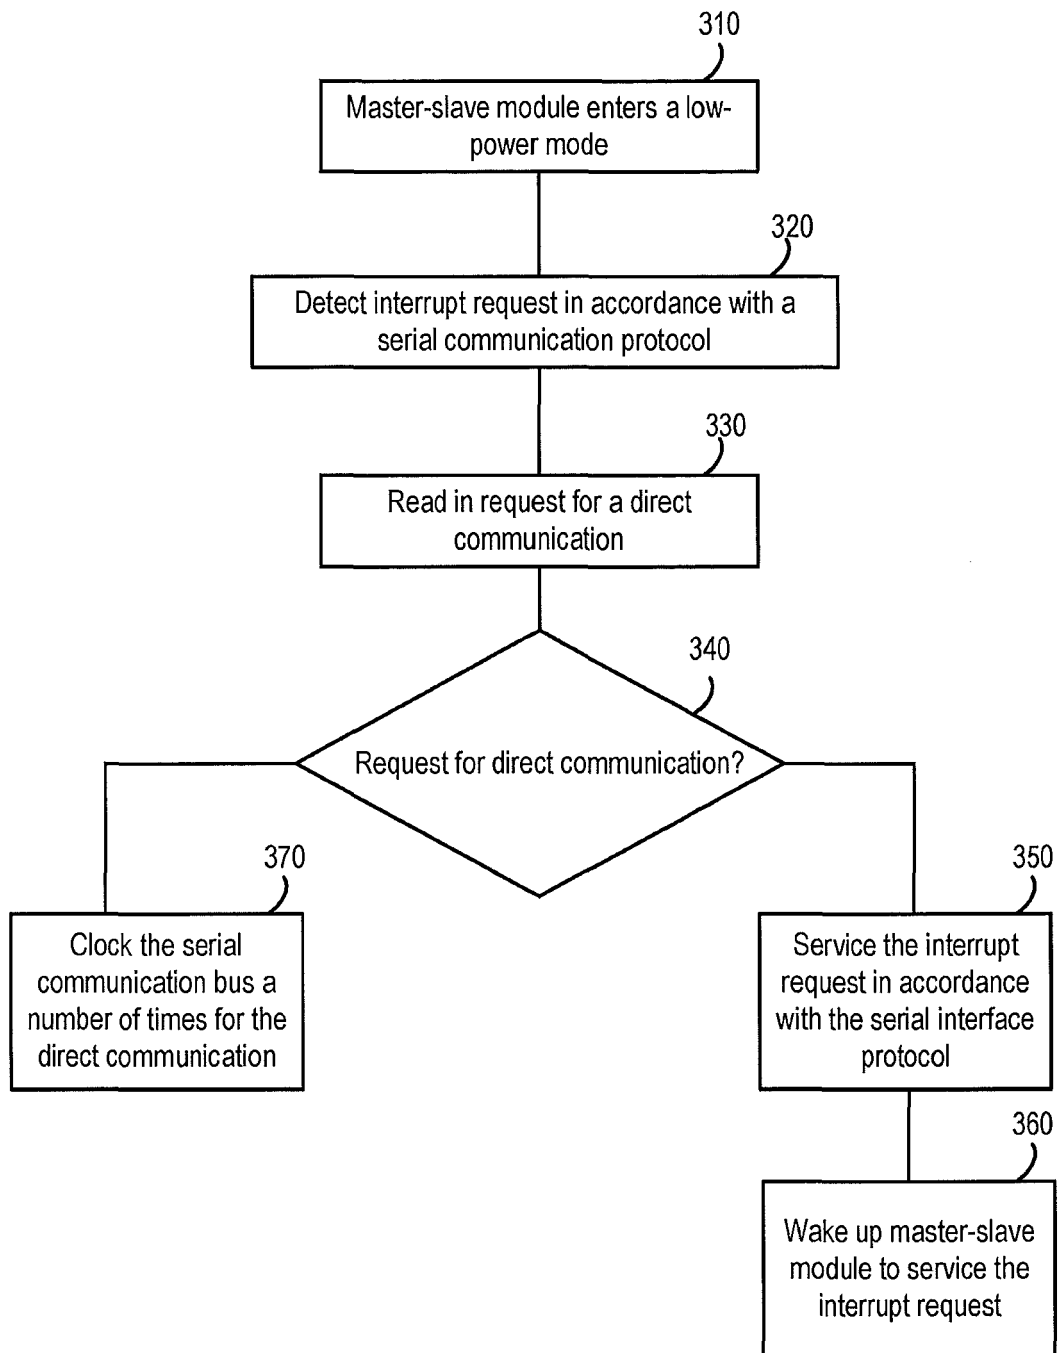 310
Master-slave module enters a low-
power mode
320
Detect interrupt request in accordance with a
serial communication protocol
330
Read in request for a direct
communication
340
Request for direct communication?
370
Clock the serial
communication bus a
number of times for the
direct communication
350
Service the interrupt
request in accordance
with the serial interface
protocol
360
Wake up master-slave
module to service the
interrupt request